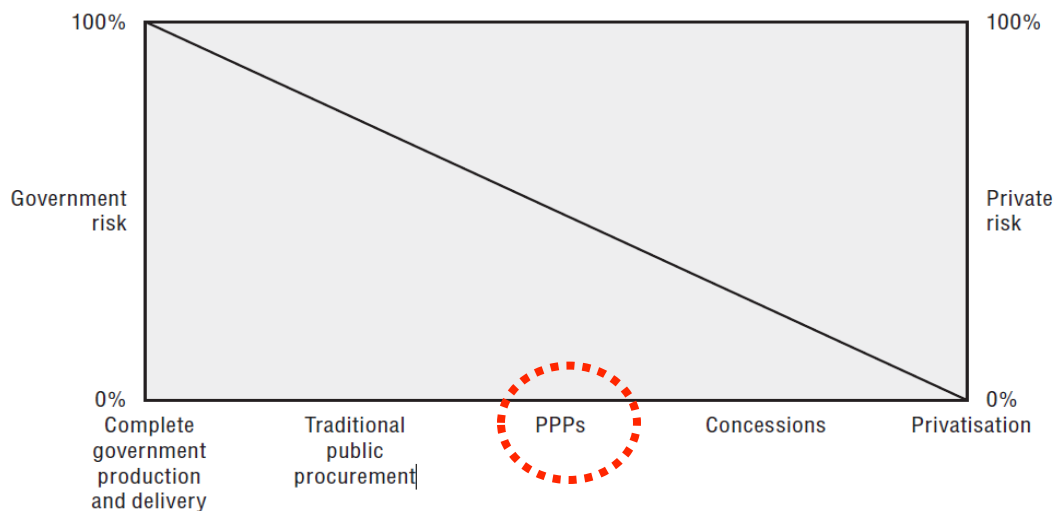 100%
100%
Government
risk
Private
risk
0%
0%
Complete
government
production
and delivery
Traditional
public
procurement
PPPs
Concessions
Privatisation